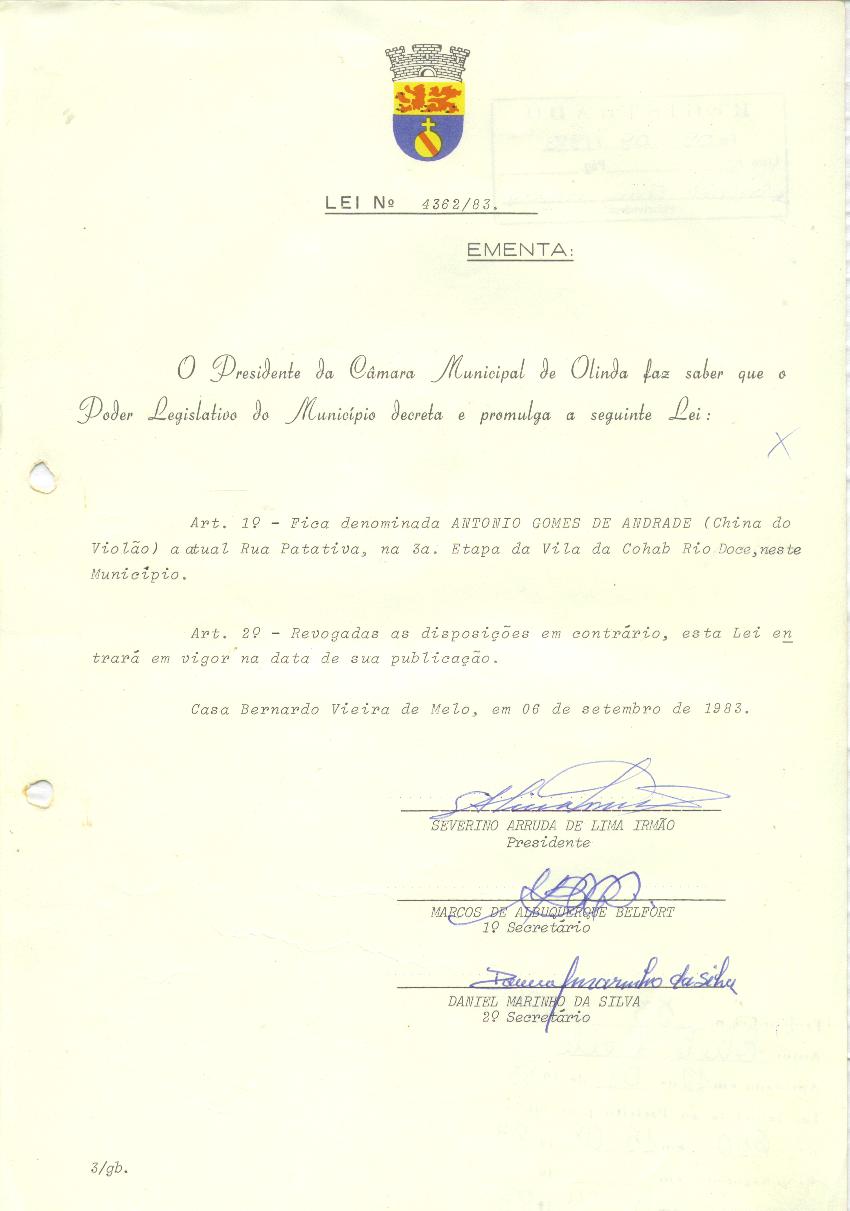 LEI Nº 4362/83.
EMENTA:
O Presidente da Câmara Municipal de Olinda faz saber que o
Poder Legislativo do Município decreta e promulga a seguinte Lei:
X
Art. 1º - Fica denominada ANTONIO GOMES DE ANDRADE (China do
Violão) a atual Rua Patativa, na 3a. Etapa da Vila da Cohab Rio Doce, neste
Município.
Art. 2º - Revogadas as disposições em contrário, esta Lei en
trará em vigor na data de sua publicação.
Casa Bernardo Vieira de Melo, em 06 de setembro de 1983.
SEVERINO ARRUDA DE LIMA IRMÃO
Presidente
MARCOS DE ALBUQUERQUE BELFORT
1º Secretário
Marinho da Silva
DANIEL MARINHO DA SILVA
2º Secretário
3/gb.